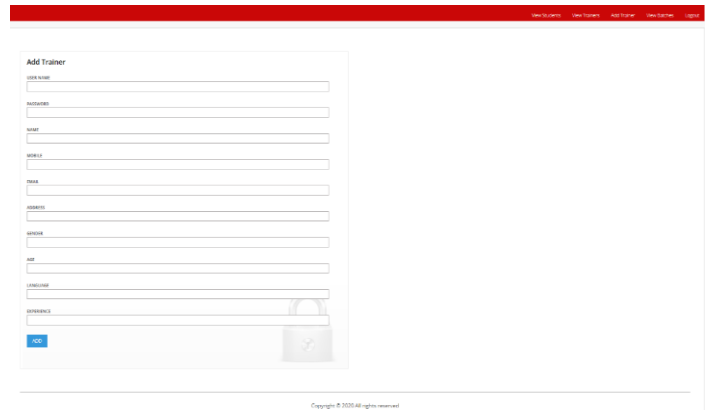 View Students View Trainers Add Trainer View Batches Logout
Add Trainer
USER NAME
PASSWORD
NAME
MOBILE
EMAIL
ADDRESS
GENDER
AGE
LANGUAGE
EXPERIENCE
ADD
Copyright © 2020 All rights reserved